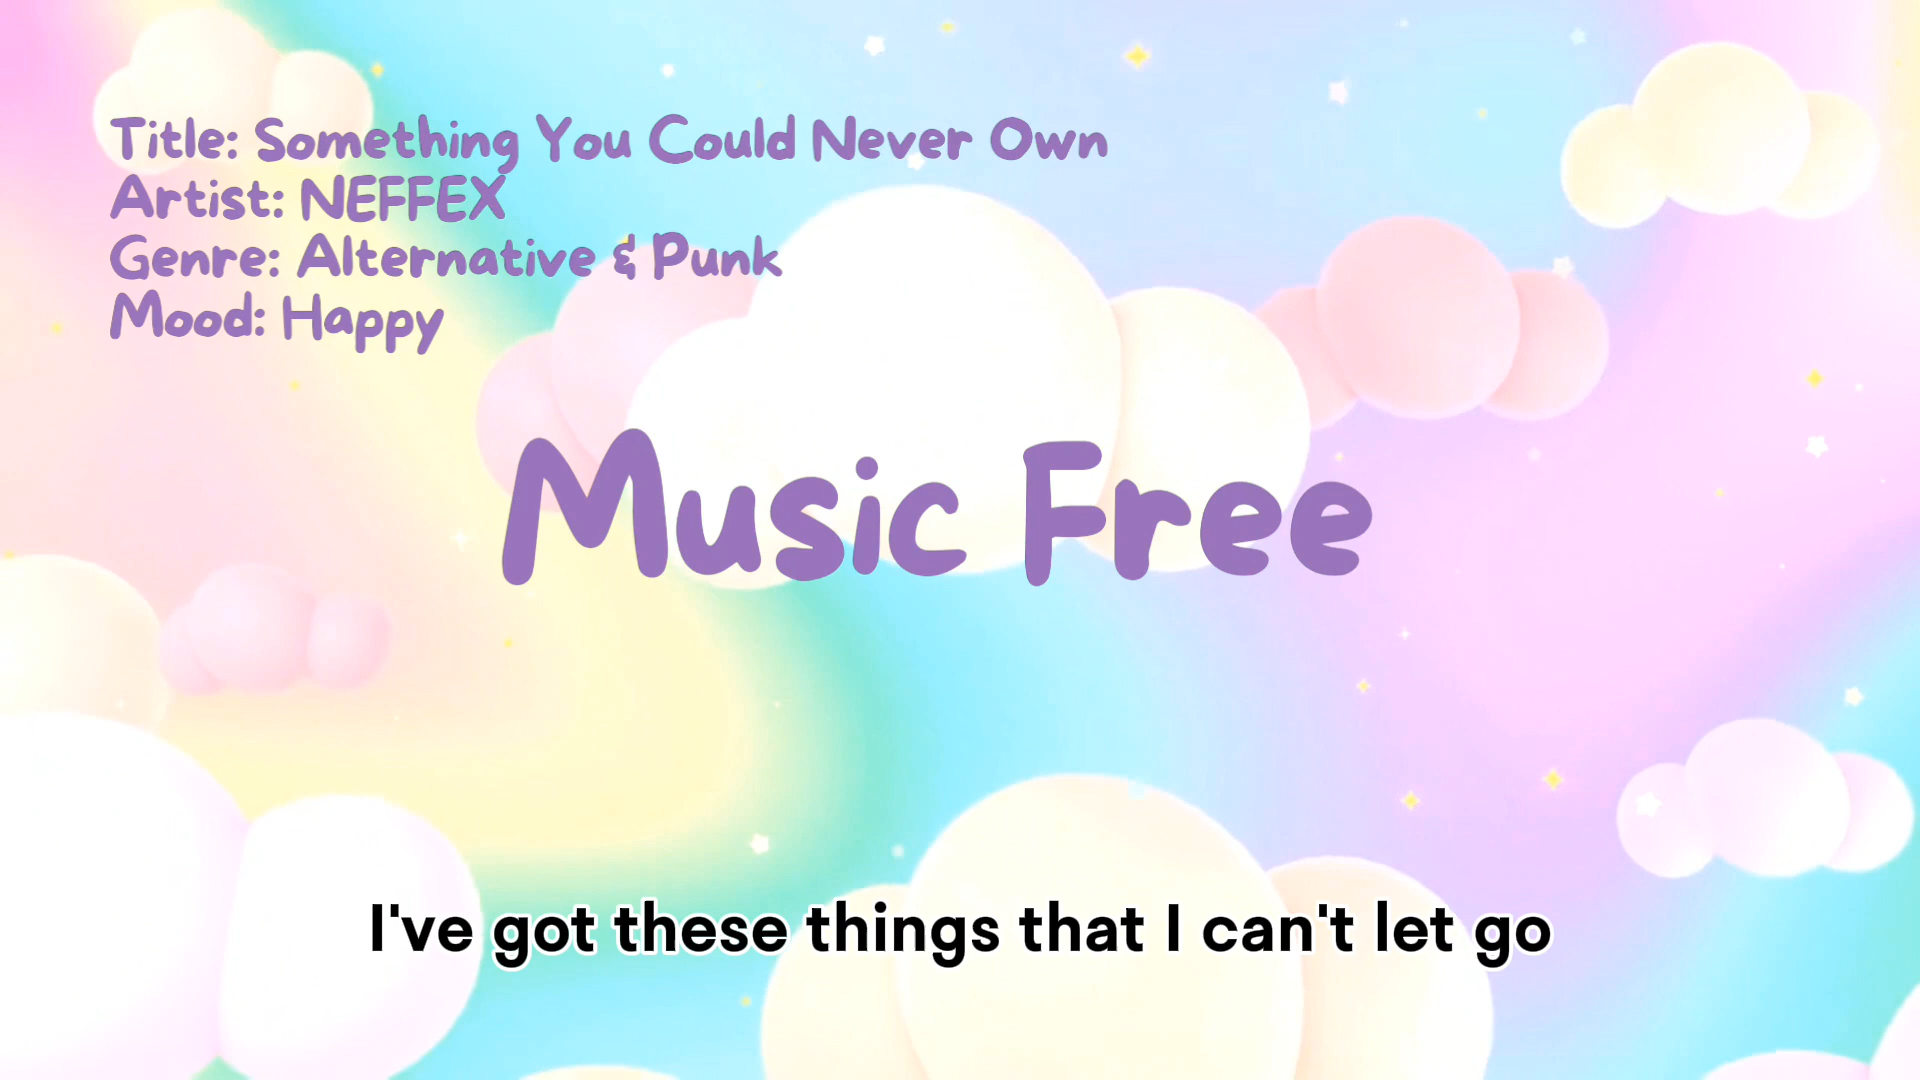 Title: Something You Could Never Own
Artist: NEFFEX
Genre: Alternative & Punk
Mood: Happy
Music Free
I've got these things that I can't let go